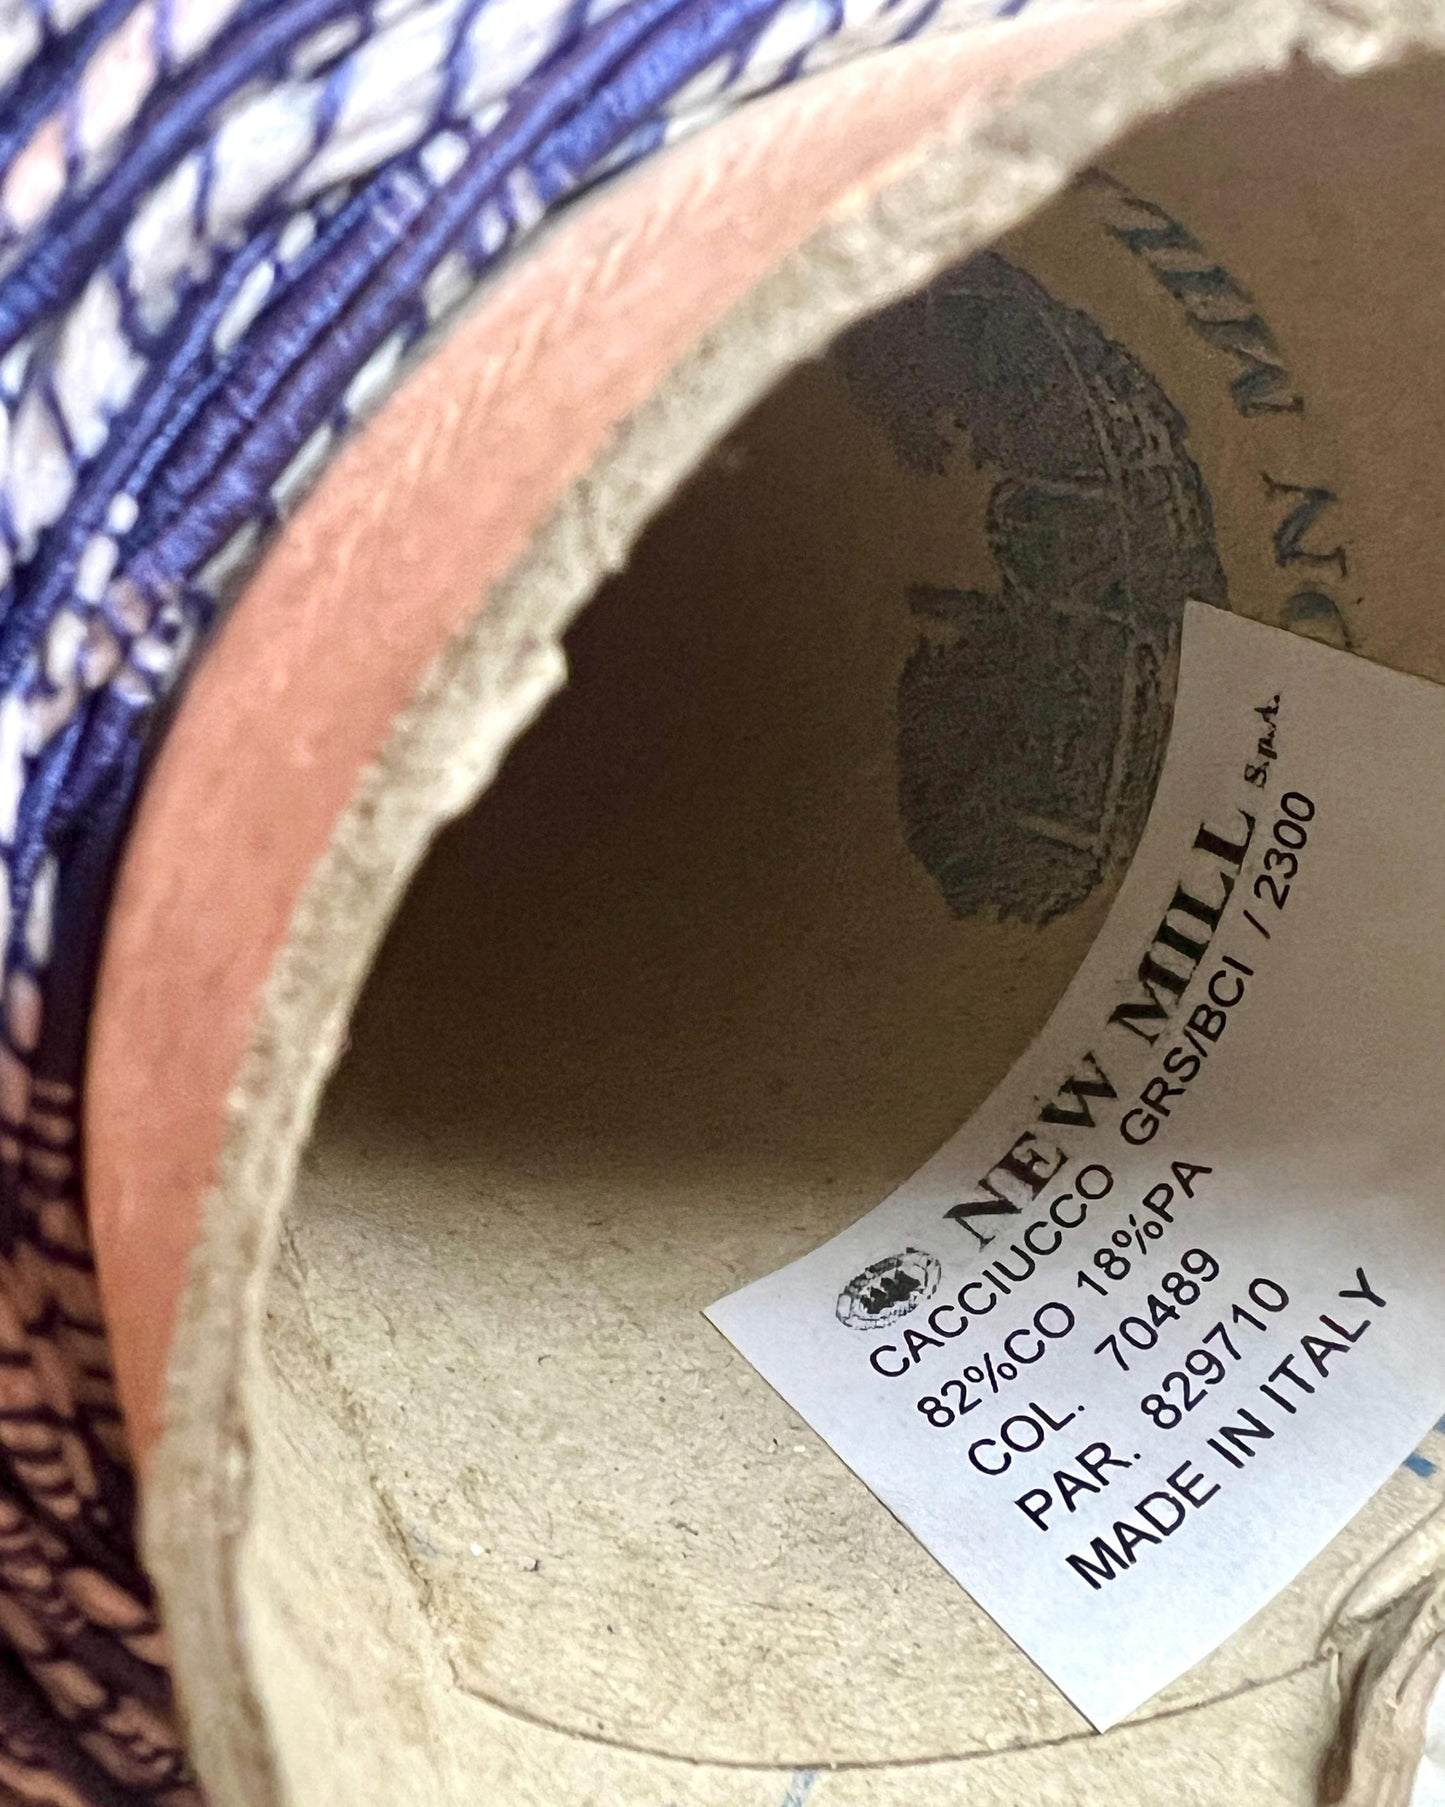 NEW MILL S.p.A.
CACCIUCCO GRS/BCI / 2300
82%CO 18%PA
COL. 70489
PAR. 829710
MADE IN ITALY